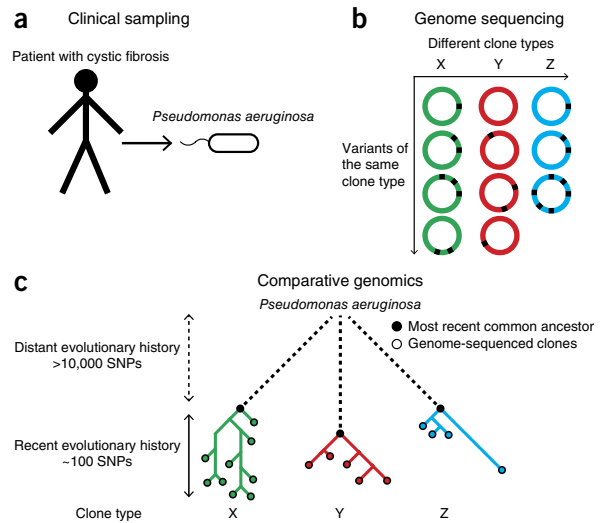 a Clinical sampling
Patient with cystic fibrosis
Pseudomonas aeruginosa
b Genome sequencing
Different clone types
X Y Z
Variants of
the same
clone type
c Comparative genomics
Pseudomonas aeruginosa
Most recent common ancestor
Genome-sequenced clones
Distant evolutionary history
>10,000 SNPs
Recent evolutionary history
~100 SNPs
Clone type X Y Z